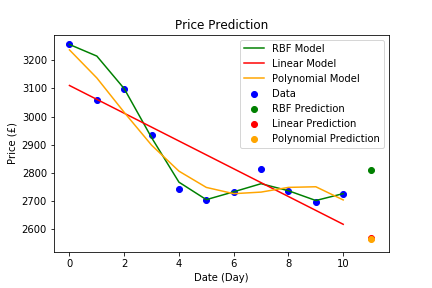 Price Prediction
RBF Model
Linear Model
Polynomial Model
Data
RBF Prediction
Linear Prediction
Polynomial Prediction
Price (£)
3200
3100
3000
2900
2800
2700
2600
0 2 4 6 8 10
Date (Day)